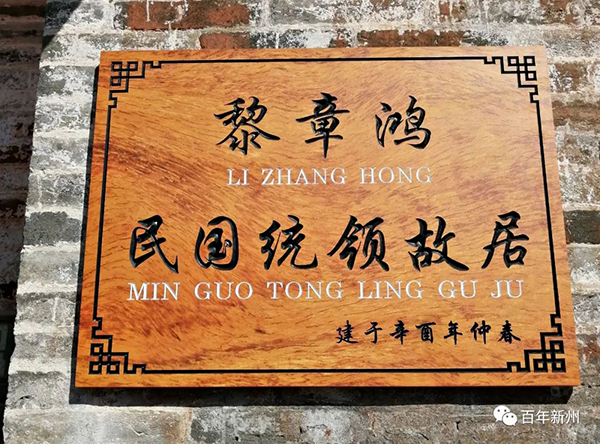 黎章鸿
LI ZHANG HONG
民国统领故居
MIN GUO TONG LING GU JU
建于辛酉年仲春
百年新州